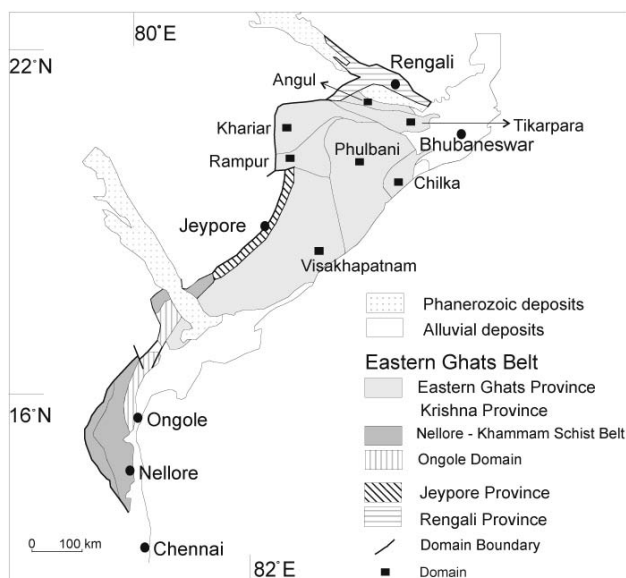 80°E
22°N
Rengali
Angul
Khariar
Tikarpara
Phulbani
Bhubaneswar
Rampur
Chilka
Jeypore
Visakhapatnam
Phanerozoic deposits
Alluvial deposits
Eastern Ghats Belt
Eastern Ghats Province
Krishna Province
16°N
Nellore - Khammam Schist Belt
Ongole
Ongole Domain
Nellore
Jeypore Province
Rengali Province
0 100 km
Chennai
Domain Boundary
82°E
Domain